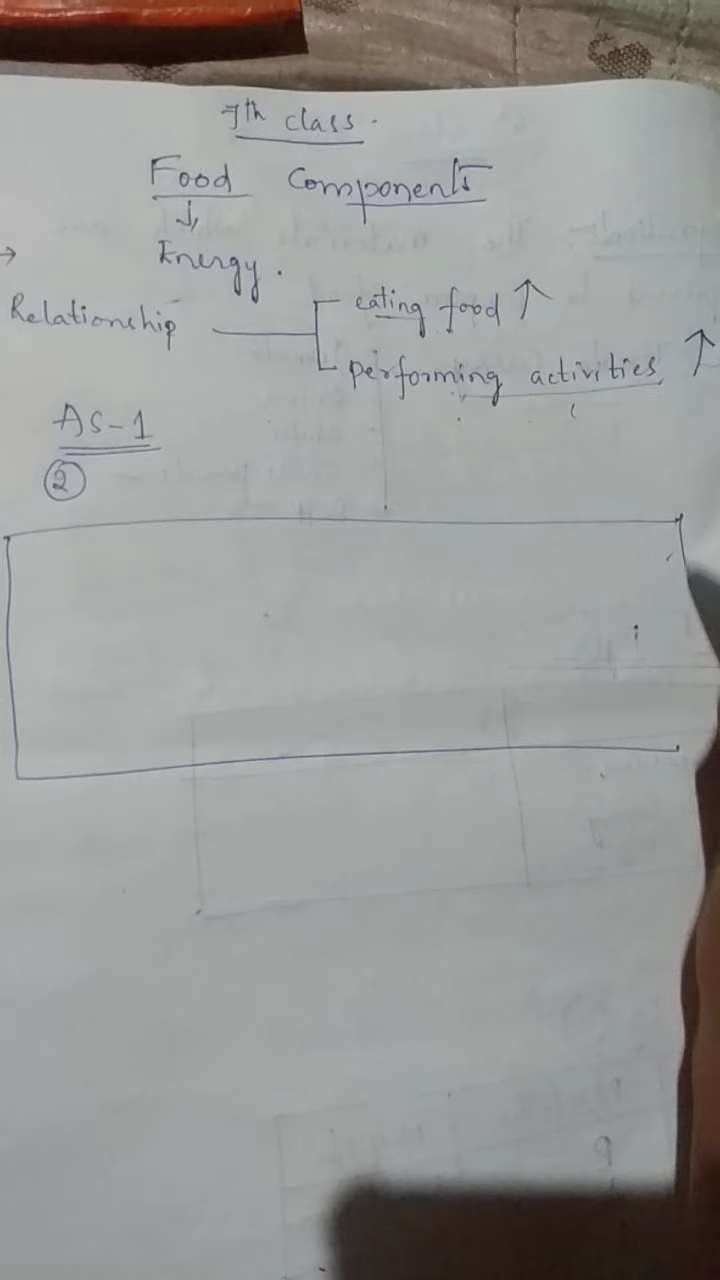 7th class.
Food Components
↓
Energy.
→
Relationship
eating food ↑
performing activities ↑
AS-1
2